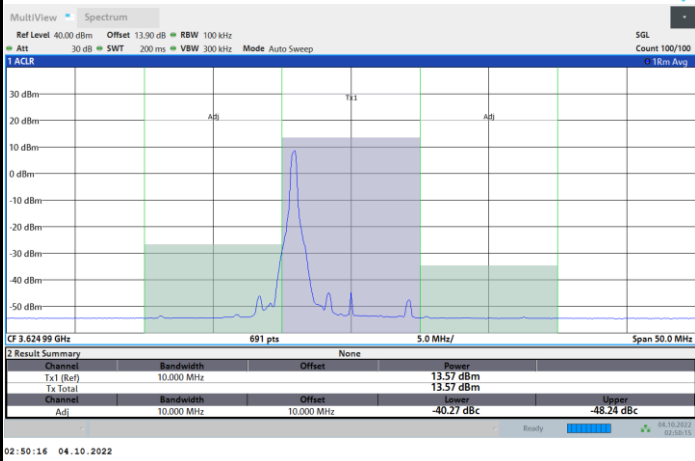 MultiView Spectrum
Ref Level 40.00 dBm Offset 13.90 dB RBW 100 kHz SGL
Att 30 dB SWT 200 ms VBW 300 kHz Mode Auto Sweep Count 100/100
1 ACLR 1Rm Avg
30 dBm
Tx1
20 dBm
Adj Adj
10 dBm
0 dBm
-10 dBm
-20 dBm
-30 dBm
-40 dBm
-50 dBm
CF 3.624 99 GHz 691 pts 5.0 MHz/ Span 50.0 MHz
2 Result Summary None
Channel Bandwidth Offset Power
Tx1 (Ref) 10.000 MHz 13.57 dBm
Tx Total 13.57 dBm
Channel Bandwidth Offset Lower Upper
Adj 10.000 MHz 10.000 MHz -40.27 dBc -48.24 dBc
Ready 04.10.2022
02:50:15
02:50:16 04.10.2022